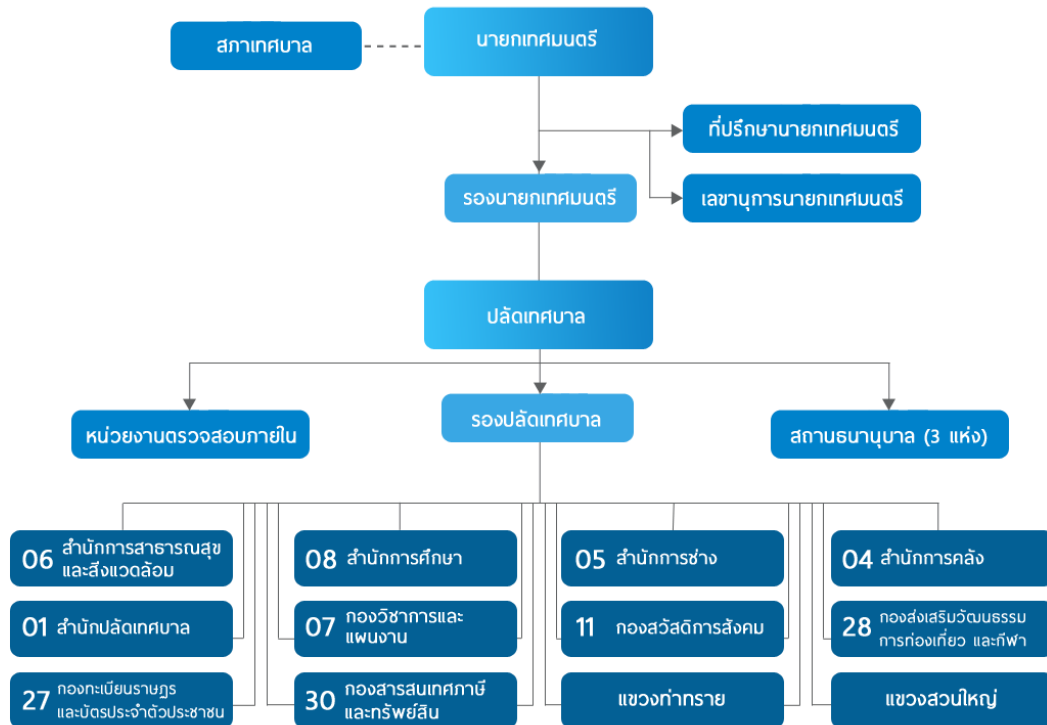 สภาเทศบาล
นายกเทศมนตรี
ที่ปรึกษานายกเทศมนตรี
รองนายกเทศมนตรี
เลขานุการนายกเทศมนตรี
ปลัดเทศบาล
หน่วยงานตรวจสอบภายใน
รองปลัดเทศบาล
สถานธนานุบาล (3 แห่ง)
06 สำนักการสาธารณสุข
และสิ่งแวดล้อม
08 สำนักการศึกษา
05 สำนักการช่าง
04 สำนักการคลัง
01 สำนักปลัดเทศบาล
07 กองวิชาการและ
แผนงาน
11 กองสวัสดิการสังคม
28 กองส่งเสริมวัฒนธรรม
การท่องเที่ยว และกีฬา
27 กองทะเบียนราษฎร
และบัตรประจำตัวประชาชน
30 กองสารสนเทศภาษี
และทรัพย์สิน
แขวงท่าทราย
แขวงสวนใหญ่